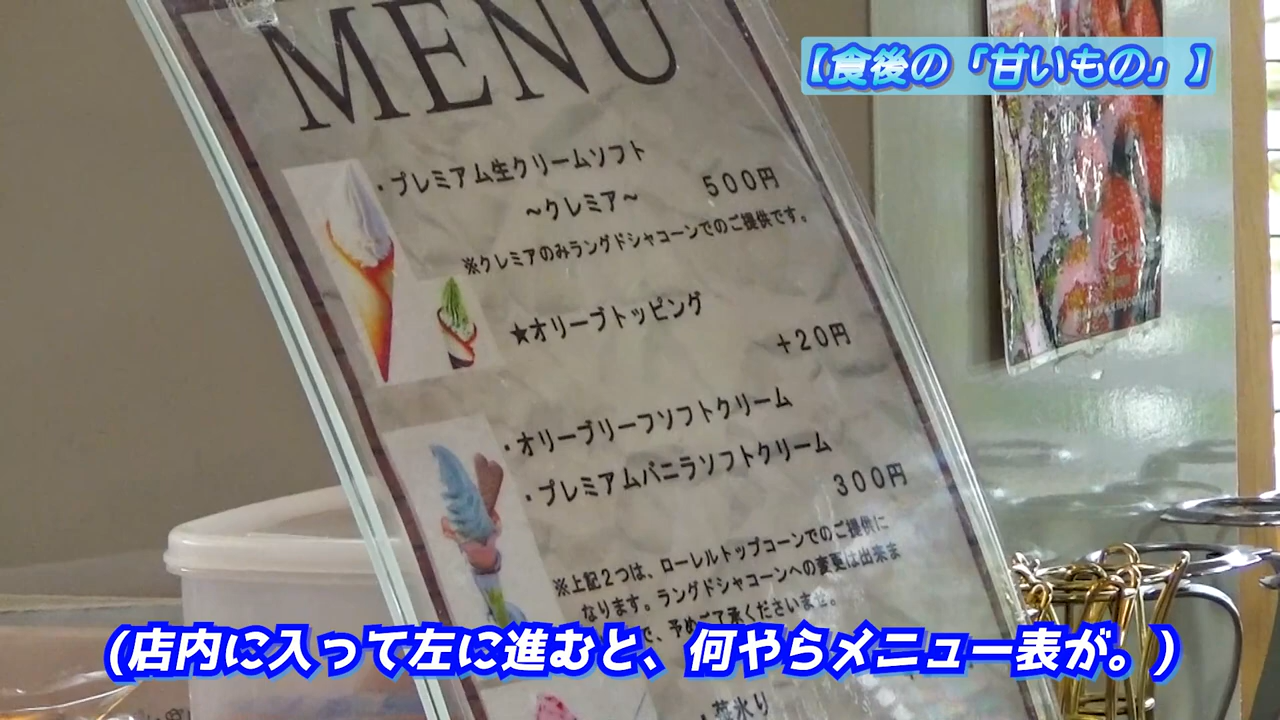 【食後の「甘いもの」】
MENU
・プレミアム生クリームソフト
~クレミア~ 500円
※クレミアのみラングドシャコーンでのご提供です。
★オリーブトッピング
+20円
・オリーブリーフソフトクリーム
・プレミアムバニラソフトクリーム
300円
※上記2つは、ローレルトップコーンでのご提供に
なります。ラングドシャコーンへの変更は出来ま
で、予めご了承くださいませ。
(店内に入って左に進むと、何やらメニュー表が。)